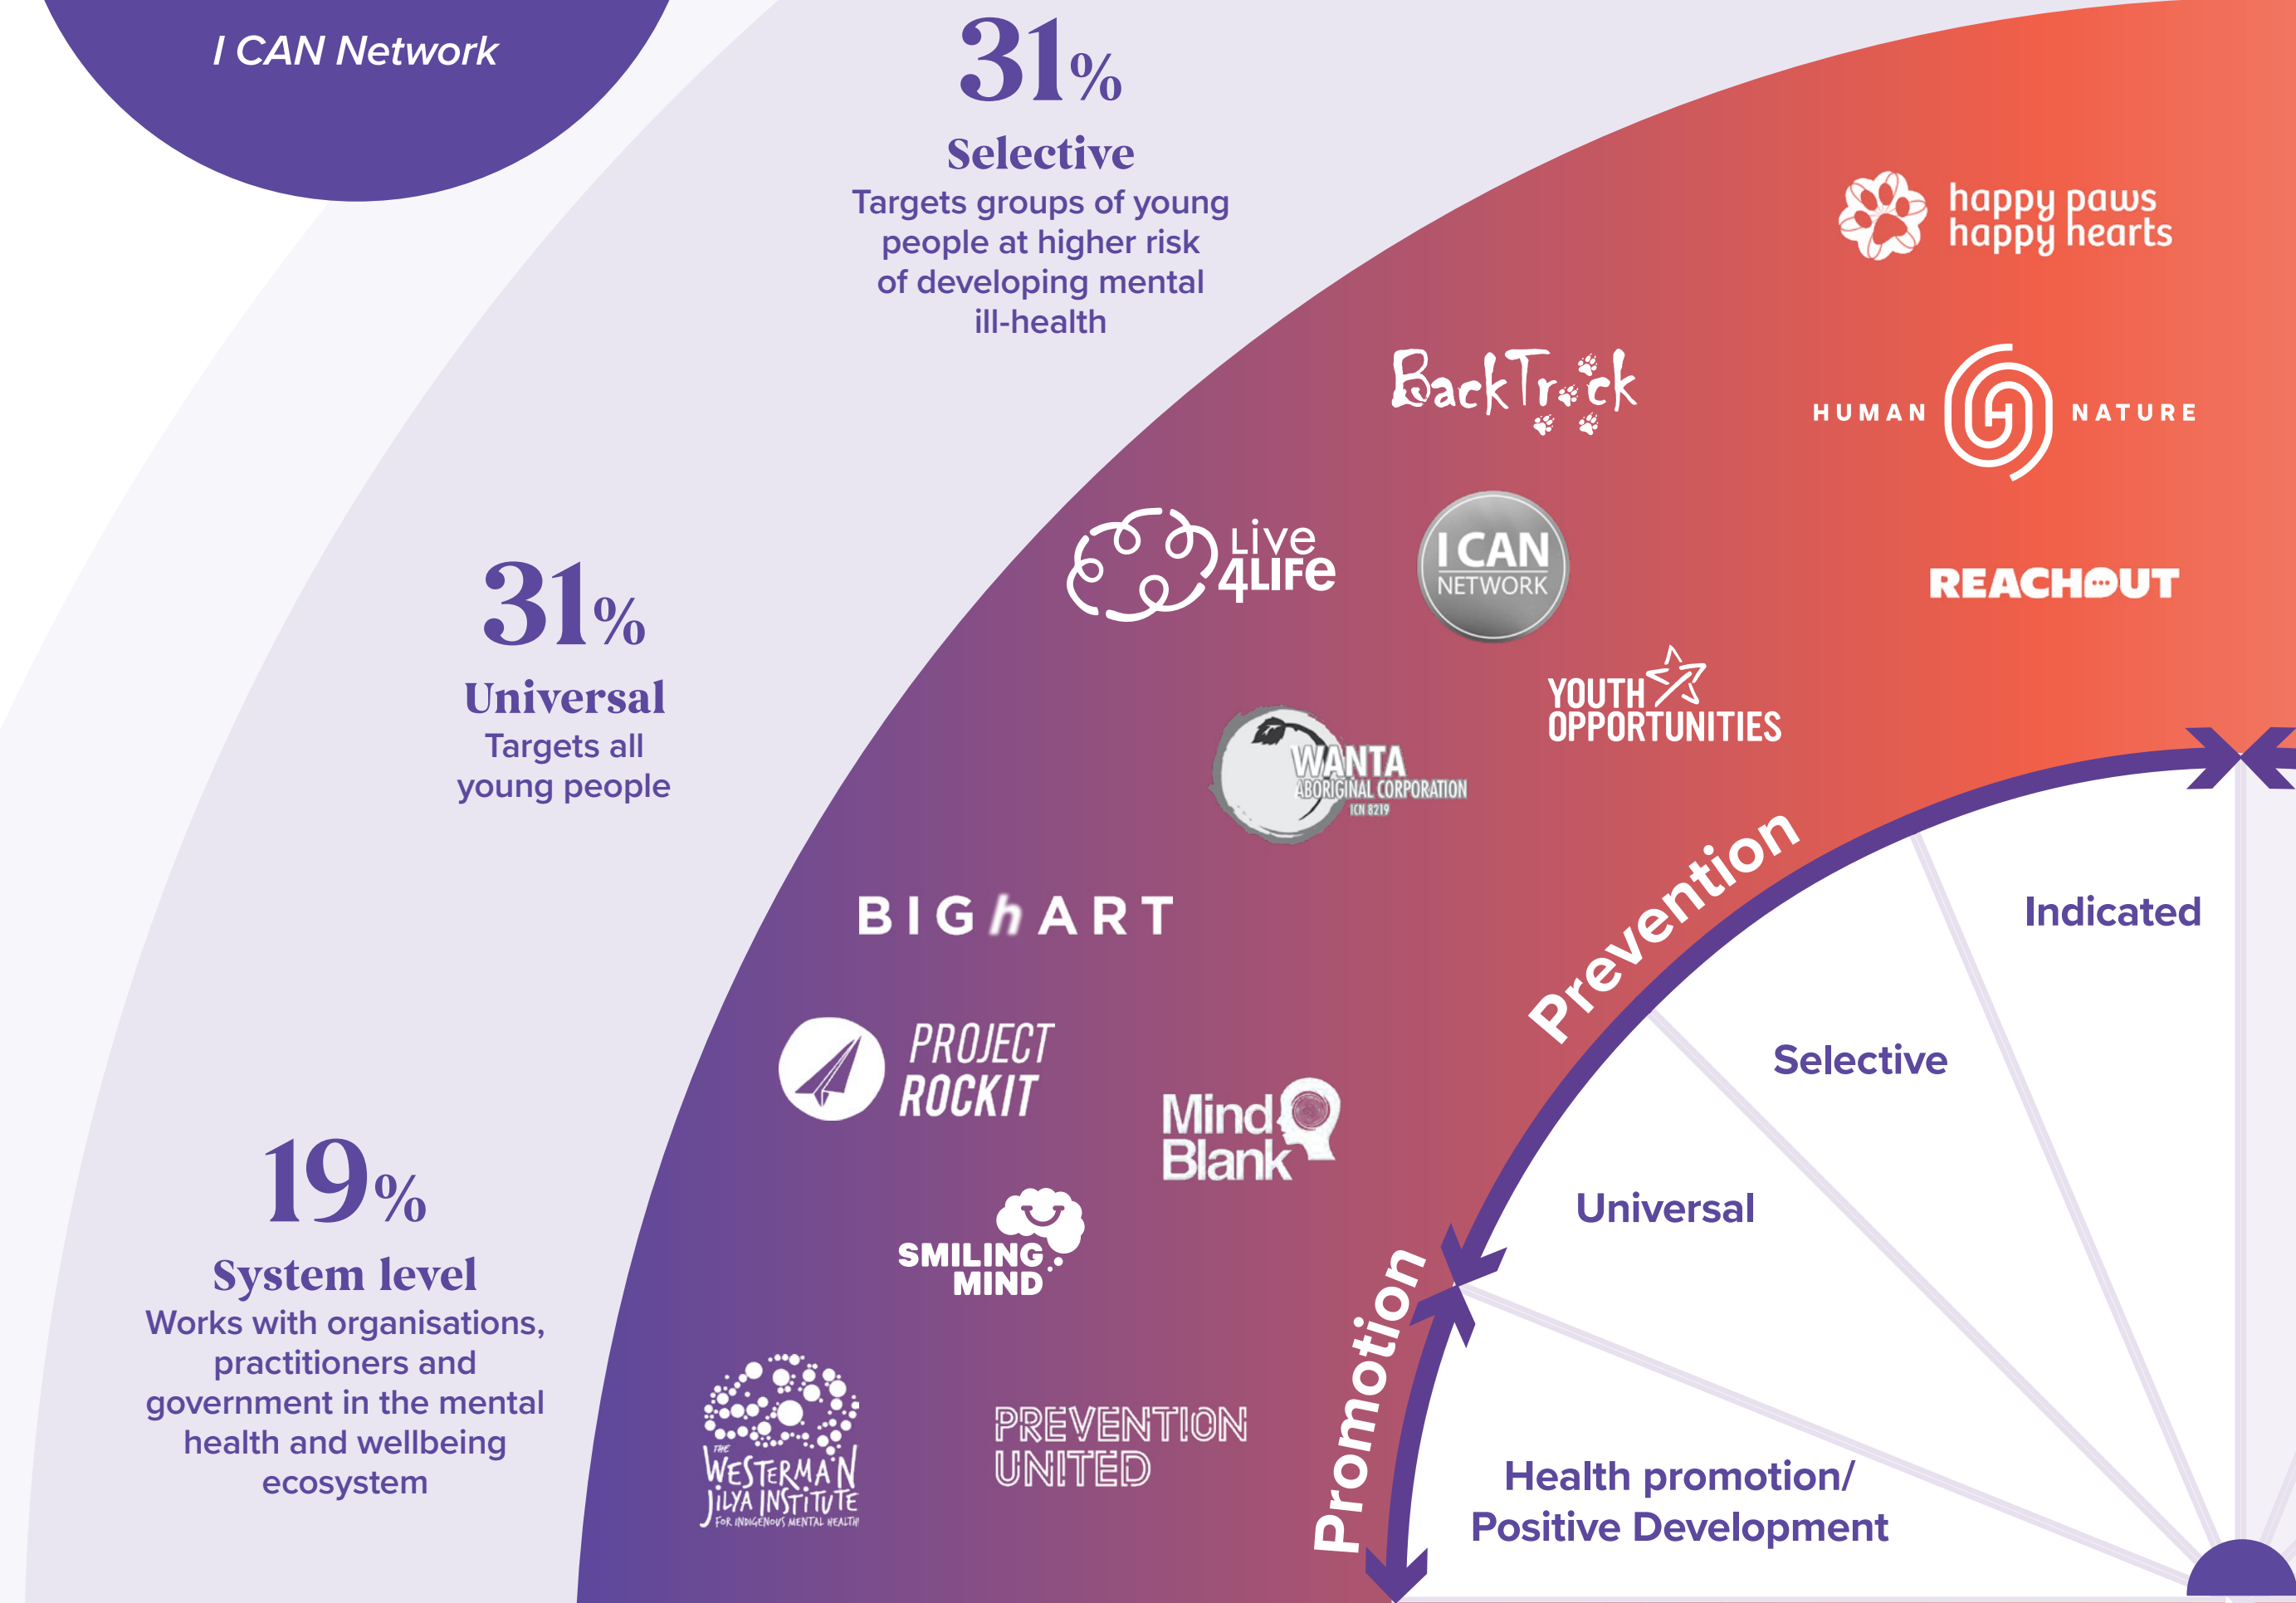 I CAN Network
31%
Selective
Targets groups of young
people at higher risk
of developing mental
ill-health
happy paws
happy hearts
BackTrack
HUMAN NATURE
LiVe
4LIFe
I CAN
NETWORK
REACHOUT
31%
Universal
Targets all
young people
YOUTH
OPPORTUNITIES
WANTA
ABORIGINAL CORPORATION
ICN 8219
BIGhART
Prevention
Indicated
Selective
PROJECT
ROCKIT
Mind
Blank
Universal
19%
System level
Works with organisations,
practitioners and
government in the mental
health and wellbeing
ecosystem
SMILING
MIND
Promotion
THE
WESTERMAN
JILYA INSTITUTE
FOR INDIGENOUS MENTAL HEALTH
PREVENTION
UNITED
Health promotion/
Positive Development